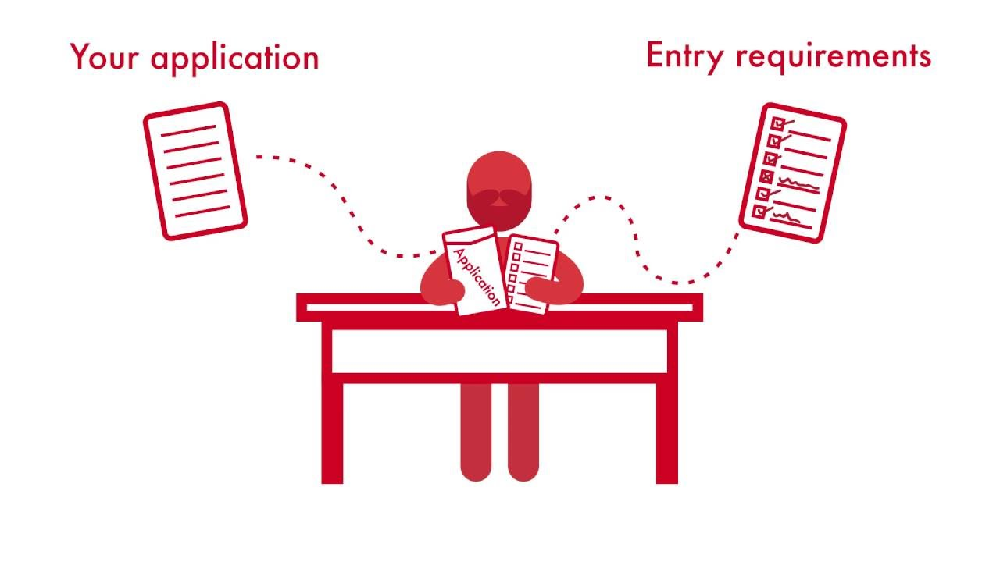 Your application
Entry requirements
Application